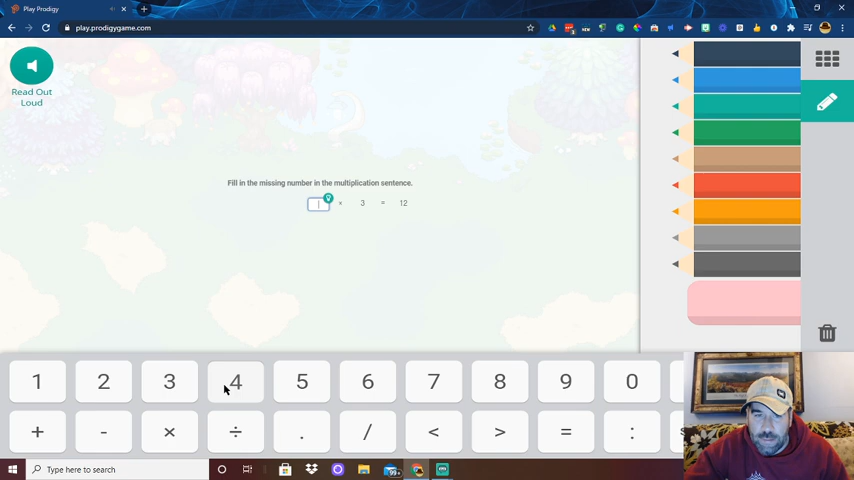 Play Prodigy
play.prodigygame.com
Read Out
Loud
Fill in the missing number in the multiplication sentence.
× 3 = 12
1 2 3 4 5 6 7 8 9 0
+ - × ÷ . / < > = :
Type here to search
99+